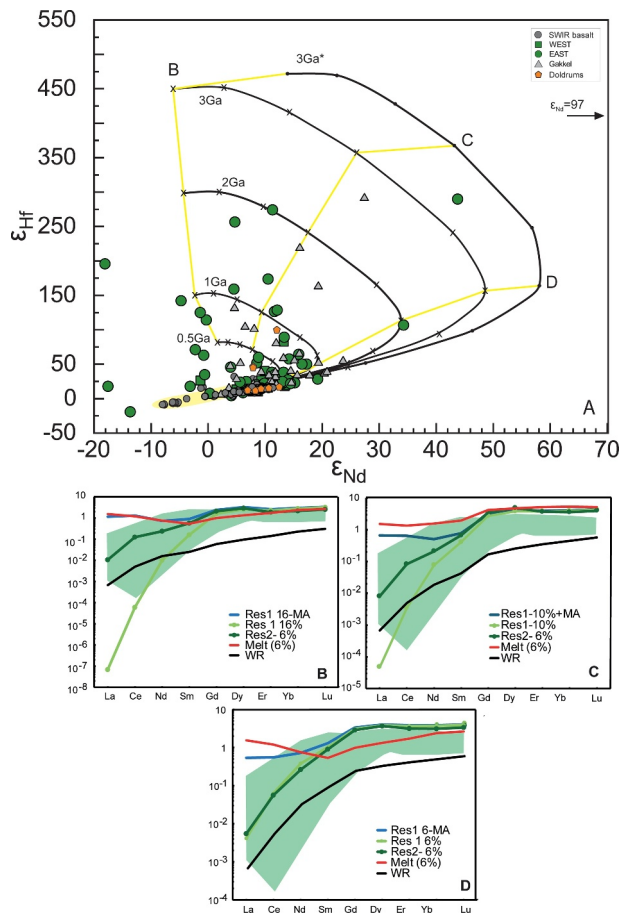 550
450
350
250
150
50
0
-50
εHf
-20
-10
0
10
20
30
40
50
60
70
εNd
B
3Ga*
3Ga
2Ga
1Ga
0.5Ga
C
D
A
εNd=97
SWIR basalt
WEST
EAST
Gakkel
Doldrums
10
1
10-1
10-2
10-3
10-4
10-5
10-6
10-7
10-8
Res1 16-MA
Res 1 16%
Res2- 6%
Melt (6%)
WR
B
La Ce Nd Sm Gd Dy Er Yb Lu
10
1
10-1
10-2
10-3
10-4
10-5
Res1-10%+MA
Res1-10%
Res2- 6%
Melt (6%)
WR
C
La Ce Nd Sm Gd Dy Er Yb Lu
10
1
10-1
10-2
10-3
10-4
Res1 6-MA
Res 1 6%
Res2- 6%
Melt (6%)
WR
D
La Ce Nd Sm Gd Dy Er Yb Lu